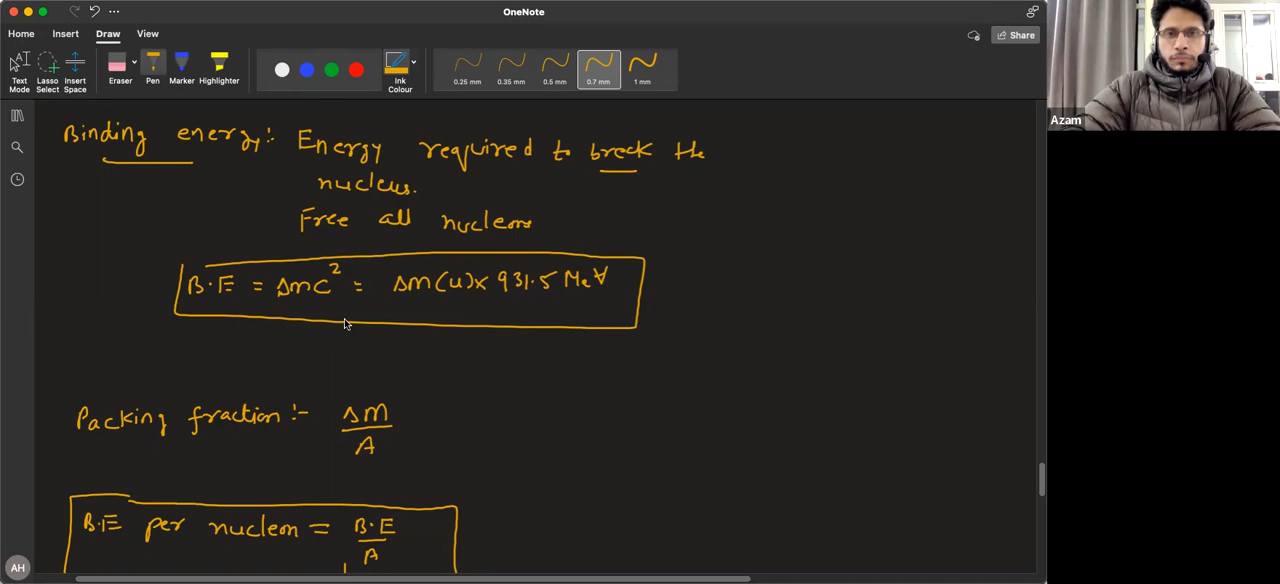 OneNote
Home Insert Draw View
Share
Text Mode
Lasso Select
Insert Space
Eraser
Pen
Marker
Highlighter
Ink Colour
0.25 mm
0.35 mm
0.5 mm
0.7 mm
1 mm
Azam
Binding energy:- Energy required to break the
nucleus.
Free all nucleons
B.E = Δmc² = Δm(u)x 931.5 MeV
Packing fraction :- ΔM
A
B.E per nucleon = B.E
A
AH